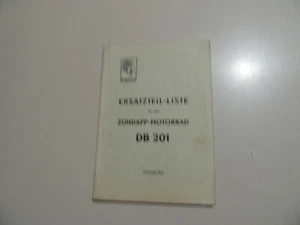 ERSATZTEIL-LISTE
ZÜNDAPP-MOTORRAD
DB 201